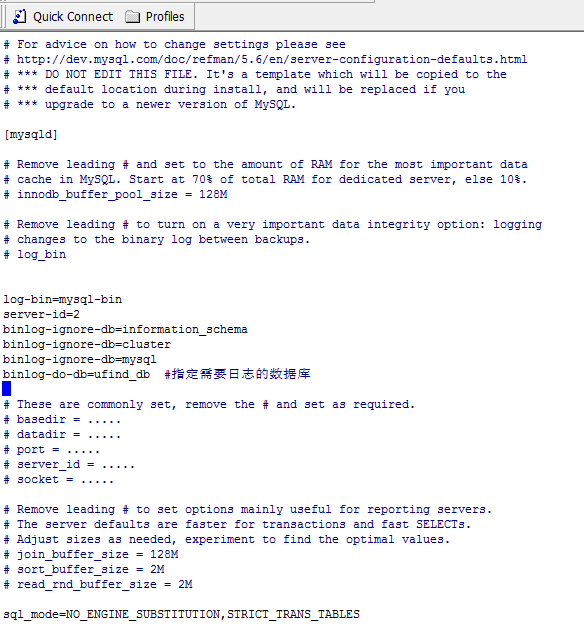 Quick Connect Profiles
# For advice on how to change settings please see
# http://dev.mysql.com/doc/refman/5.6/en/server-configuration-defaults.html
# *** DO NOT EDIT THIS FILE. It's a template which will be copied to the
# *** default location during install, and will be replaced if you
# *** upgrade to a newer version of MySQL.
[mysqld]
# Remove leading # and set to the amount of RAM for the most important data
# cache in MySQL. Start at 70% of total RAM for dedicated server, else 10%.
# innodb_buffer_pool_size = 128M
# Remove leading # to turn on a very important data integrity option: logging
# changes to the binary log between backups.
# log_bin
log-bin=mysql-bin
server-id=2
binlog-ignore-db=information_schema
binlog-ignore-db=cluster
binlog-ignore-db=mysql
binlog-do-db=ufind_db  #指定需要日志的数据库
# These are commonly set, remove the # and set as required.
# basedir = .....
# datadir = .....
# port = .....
# server_id = .....
# socket = .....
# Remove leading # to set options mainly useful for reporting servers.
# The server defaults are faster for transactions and fast SELECTs.
# Adjust sizes as needed, experiment to find the optimal values.
# join_buffer_size = 128M
# sort_buffer_size = 2M
# read_rnd_buffer_size = 2M
sql_mode=NO_ENGINE_SUBSTITUTION,STRICT_TRANS_TABLES